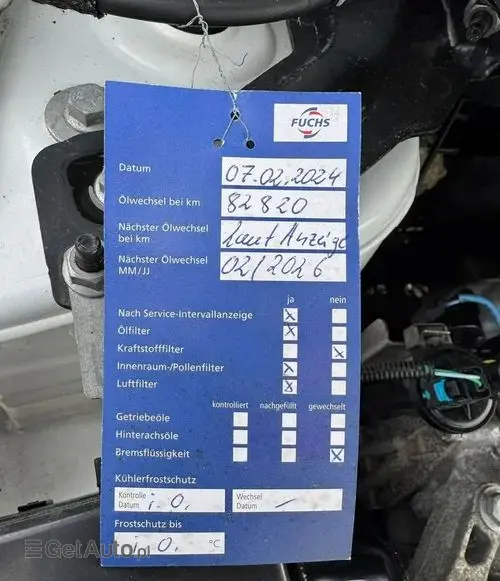 FUCHS
Datum 07.02.2024
Ölwechsel bei km 82820
Nächster Ölwechsel
bei km laut Anzeige
Nächster Ölwechsel
MM/JJ 02/2026
ja nein
Nach Service-Intervallanzeige x
Ölfilter x
Kraftstofffilter x
Innenraum-/Pollenfilter x
Luftfilter x
kontrolliert nachgefüllt gewechselt
Getriebeöle
Hinterachsöle
Bremsflüssigkeit x
Kühlerfrostschutz
Kontrolle
Datum i.O.
Wechsel
Datum –
Frostschutz bis
i.O. °C
GetAuto.pl